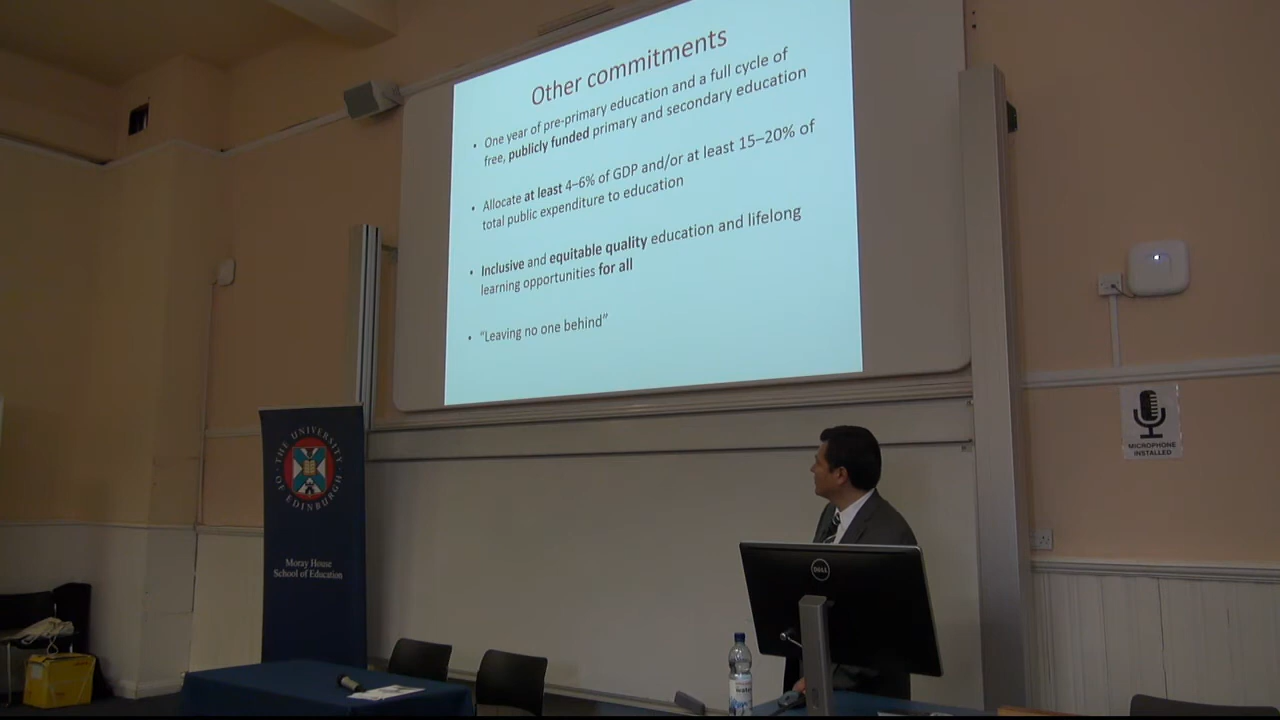 Other commitments
• One year of pre-primary education and a full cycle of
free, publicly funded primary and secondary education
• Allocate at least 4–6% of GDP and/or at least 15–20% of
total public expenditure to education
• Inclusive and equitable quality education and lifelong
learning opportunities for all
• “Leaving no one behind”
THE UNIVERSITY
OF EDINBURGH
Moray House
School of Education
MICROPHONE
INSTALLED
DELL